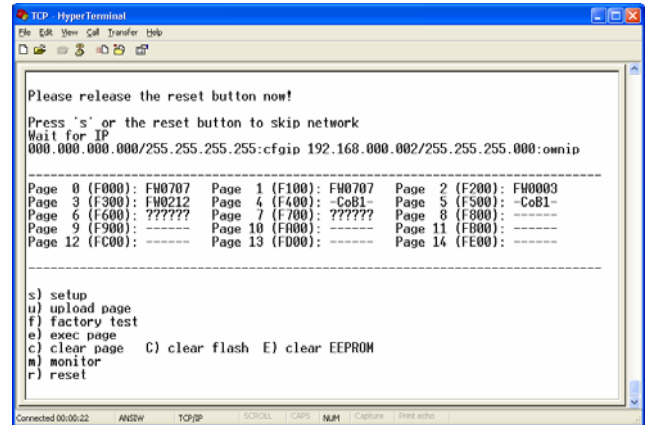 TCP - HyperTerminal
File Edit View Call Transfer Help
Please release the reset button now!
Press 's' or the reset button to skip network
Wait for IP
000.000.000.000/255.255.255.255:cfgip 192.168.000.002/255.255.255.000:ownip
------------------------------------------------------------------------------
Page 0 (F000): FW0707 Page 1 (F100): FW0707 Page 2 (F200): FW0003
Page 3 (F300): FW0212 Page 4 (F400): -CoB1- Page 5 (F500): -CoB1-
Page 6 (F600): ?????? Page 7 (F700): ?????? Page 8 (F800): ------
Page 9 (F900): ------ Page 10 (FA00): ------ Page 11 (FB00): ------
Page 12 (FC00): ------ Page 13 (FD00): ------ Page 14 (FE00): ------
------------------------------------------------------------------------------
s) setup
u) upload page
f) factory test
e) exec page
c) clear page C) clear flash E) clear EEPROM
m) monitor
r) reset
Connected 00:00:22 ANSIW TCP/IP SCROLL CAPS NUM Capture Print echo